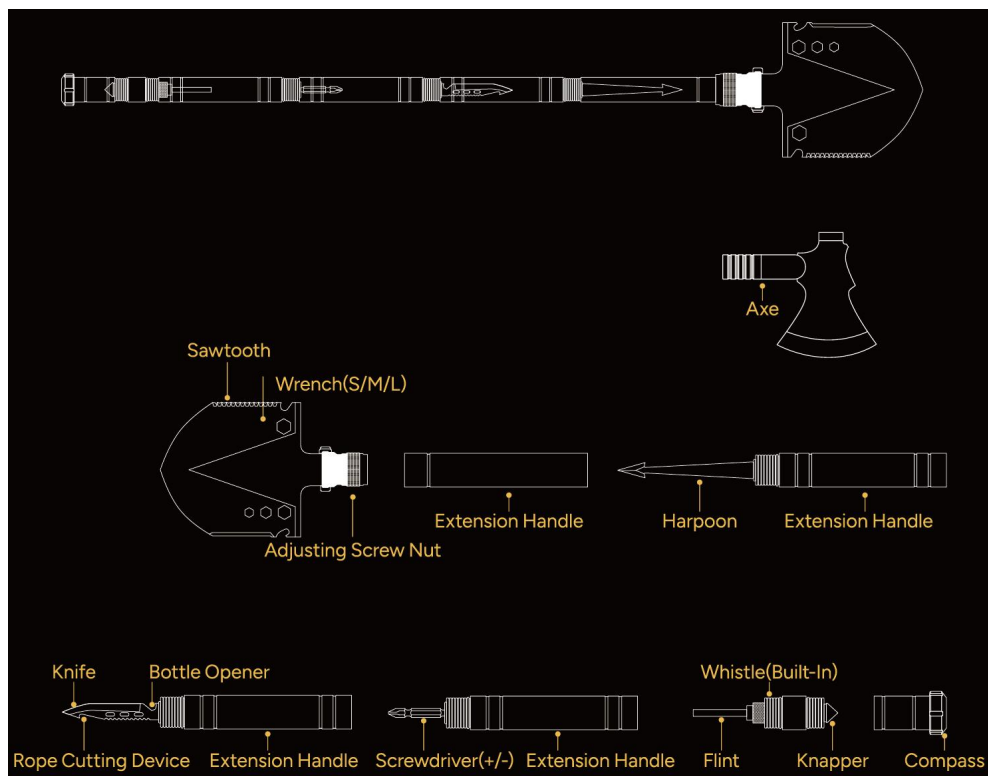 Axe
Sawtooth
Wrench(S/M/L)
Extension Handle
Harpoon
Extension Handle
Adjusting Screw Nut
Knife
Bottle Opener
Whistle(Built-In)
Rope Cutting Device
Extension Handle
Screwdriver(+/-)
Extension Handle
Flint
Knapper
Compass